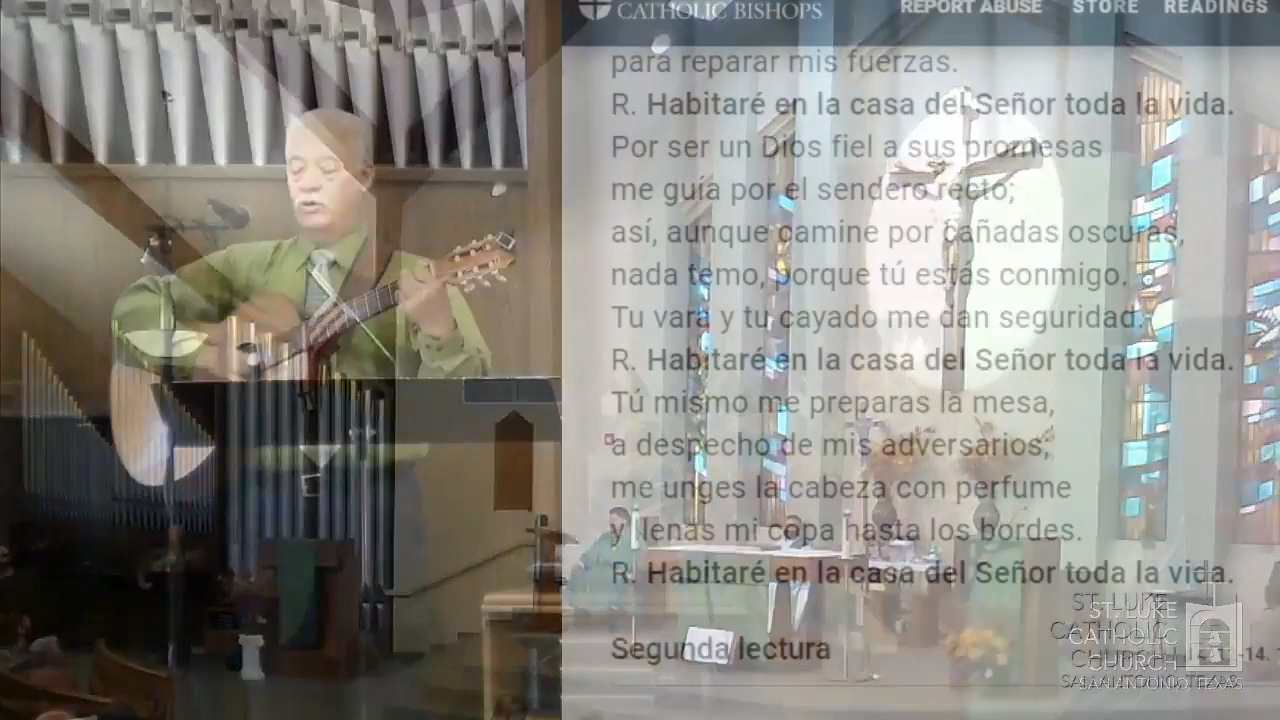 CATHOLIC BISHOPS
REPORT ABUSE STORE READINGS
para reparar mis fuerzas.
R. Habitaré en la casa del Señor toda la vida.
Por ser un Dios fiel a sus promesas
me guía por el sendero recto;
así, aunque camine por cañadas oscuras,
nada temo, porque tú estás conmigo.
Tu vara y tu cayado me dan seguridad.
R. Habitaré en la casa del Señor toda la vida.
Tú mismo me preparas la mesa,
a despecho de mis adversarios;
me unges la cabeza con perfume
llenas mi copa hasta los bordes.
R. Habitaré en la casa del Señor toda la vida.
Segunda lectura
ST. LUKE
CATHOLIC
CHURCH
SAN ANTONIO, TEXAS